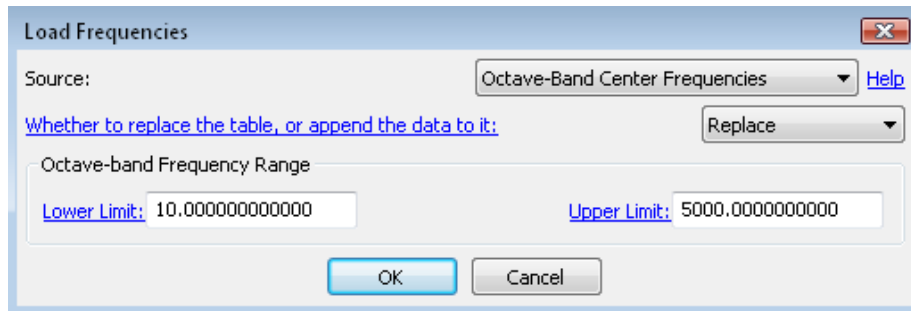 Load Frequencies
Source: Octave-Band Center Frequencies Help
Whether to replace the table, or append the data to it: Replace
Octave-band Frequency Range
Lower Limit: 10.000000000000 Upper Limit: 5000.0000000000
OK Cancel